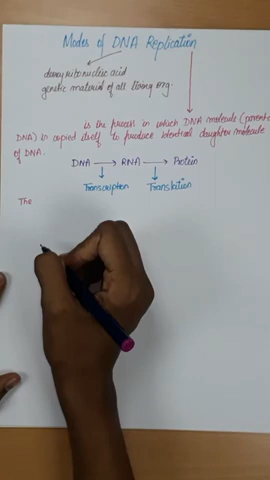 Modes of DNA Replication
deoxyribonucleic acid
genetic material of all living org.
is the process in which DNA molecule (parental
DNA) is copied itself to produce identical daughter molecule
of DNA.
DNA → RNA → Protein
Transcription Translation
The